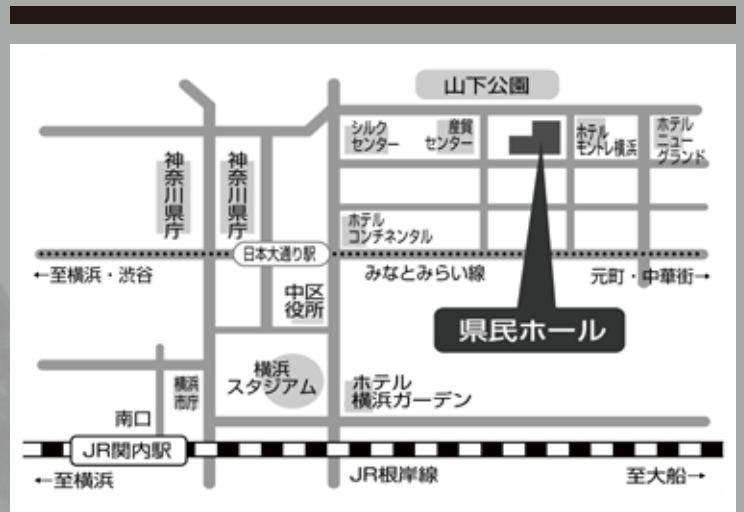 山下公園
シルク
センター
産貿
センター
ホテル
モントレ横浜
ホテル
ニュー
グランド
神奈川県庁
神奈川県庁
ホテル
コンチネンタル
日本大通り駅
←至横浜・渋谷
みなとみらい線
元町・中華街→
中区
役所
県民ホール
横浜
スタジアム
横浜
市庁
ホテル
横浜ガーデン
南口
JR関内駅
←至横浜
JR根岸線
至大船→